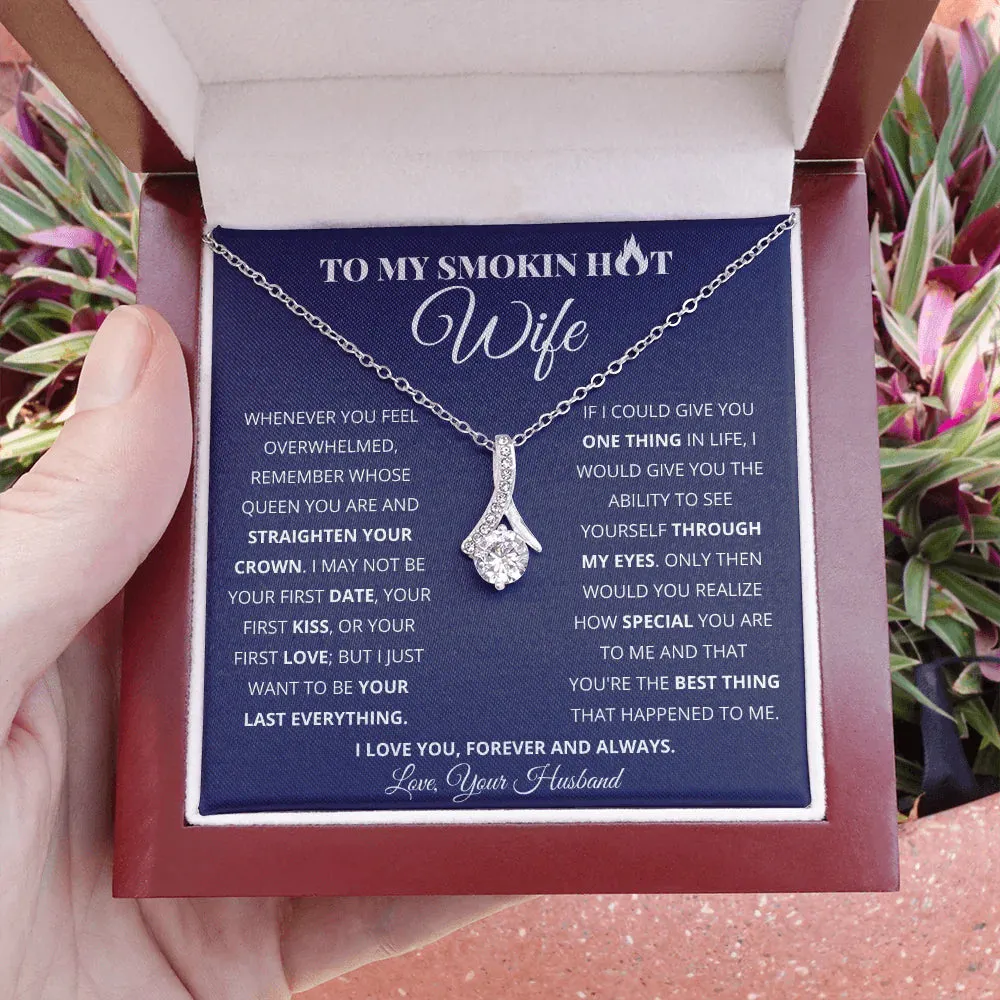 TO MY SMOKIN HOT
Wife
WHENEVER YOU FEEL
OVERWHELMED,
REMEMBER WHOSE
QUEEN YOU ARE AND
STRAIGHTEN YOUR
CROWN. I MAY NOT BE
YOUR FIRST DATE, YOUR
FIRST KISS, OR YOUR
FIRST LOVE; BUT I JUST
WANT TO BE YOUR
LAST EVERYTHING.
IF I COULD GIVE YOU
ONE THING IN LIFE, I
WOULD GIVE YOU THE
ABILITY TO SEE
YOURSELF THROUGH
MY EYES. ONLY THEN
WOULD YOU REALIZE
HOW SPECIAL YOU ARE
TO ME AND THAT
YOU'RE THE BEST THING
THAT HAPPENED TO ME.
I LOVE YOU, FOREVER AND ALWAYS.
Love, Your Husband